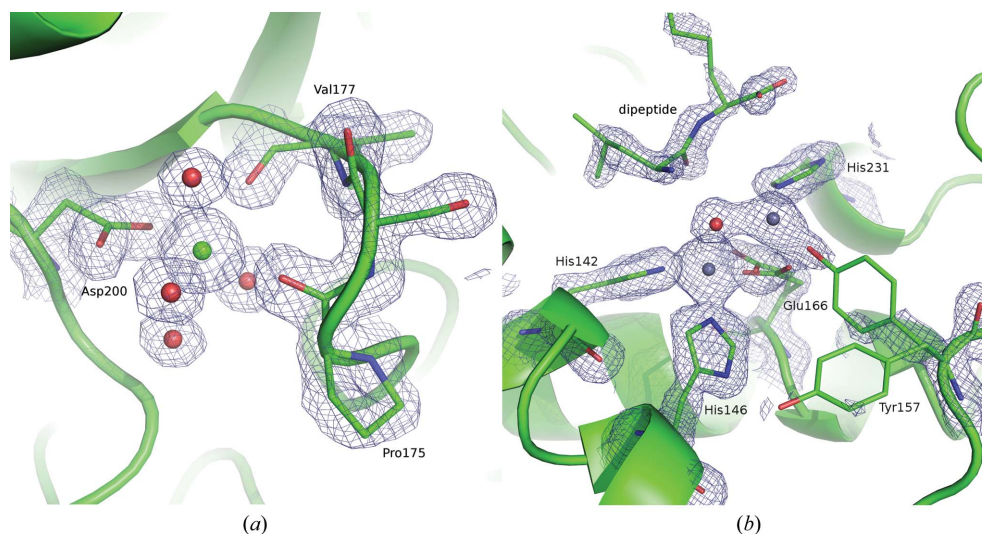 Val177
Asp200
Pro175
(a)
dipeptide
His231
His142
Glu166
His146
Tyr157
(b)